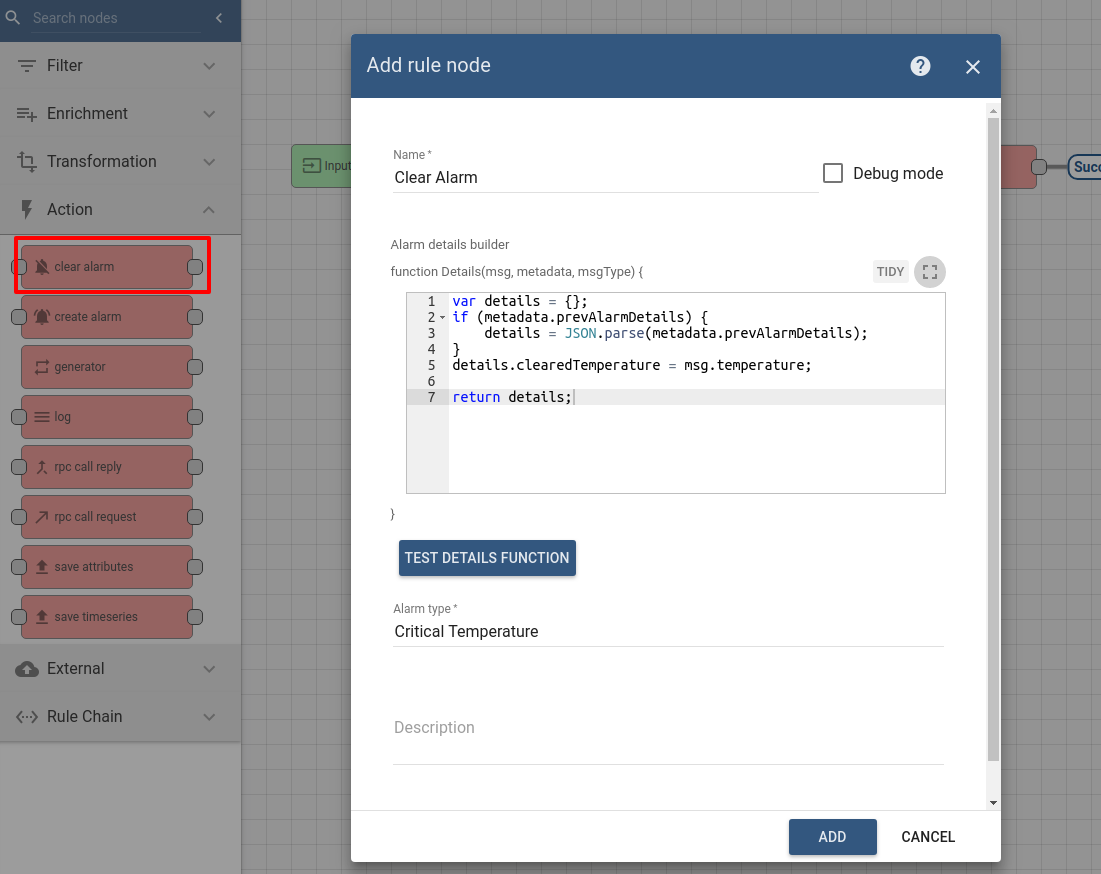 Search nodes
Filter
Enrichment
Transformation
Action
clear alarm
create alarm
generator
log
rpc call reply
rpc call request
save attributes
save timeseries
External
Rule Chain
Input
Succ
Add rule node
Name *
Clear Alarm
Debug mode
Alarm details builder
function Details(msg, metadata, msgType) {
TIDY
1 var details = {};
2 if (metadata.prevAlarmDetails) {
3 details = JSON.parse(metadata.prevAlarmDetails);
4 }
5 details.clearedTemperature = msg.temperature;
6
7 return details;
}
TEST DETAILS FUNCTION
Alarm type *
Critical Temperature
Description
ADD
CANCEL